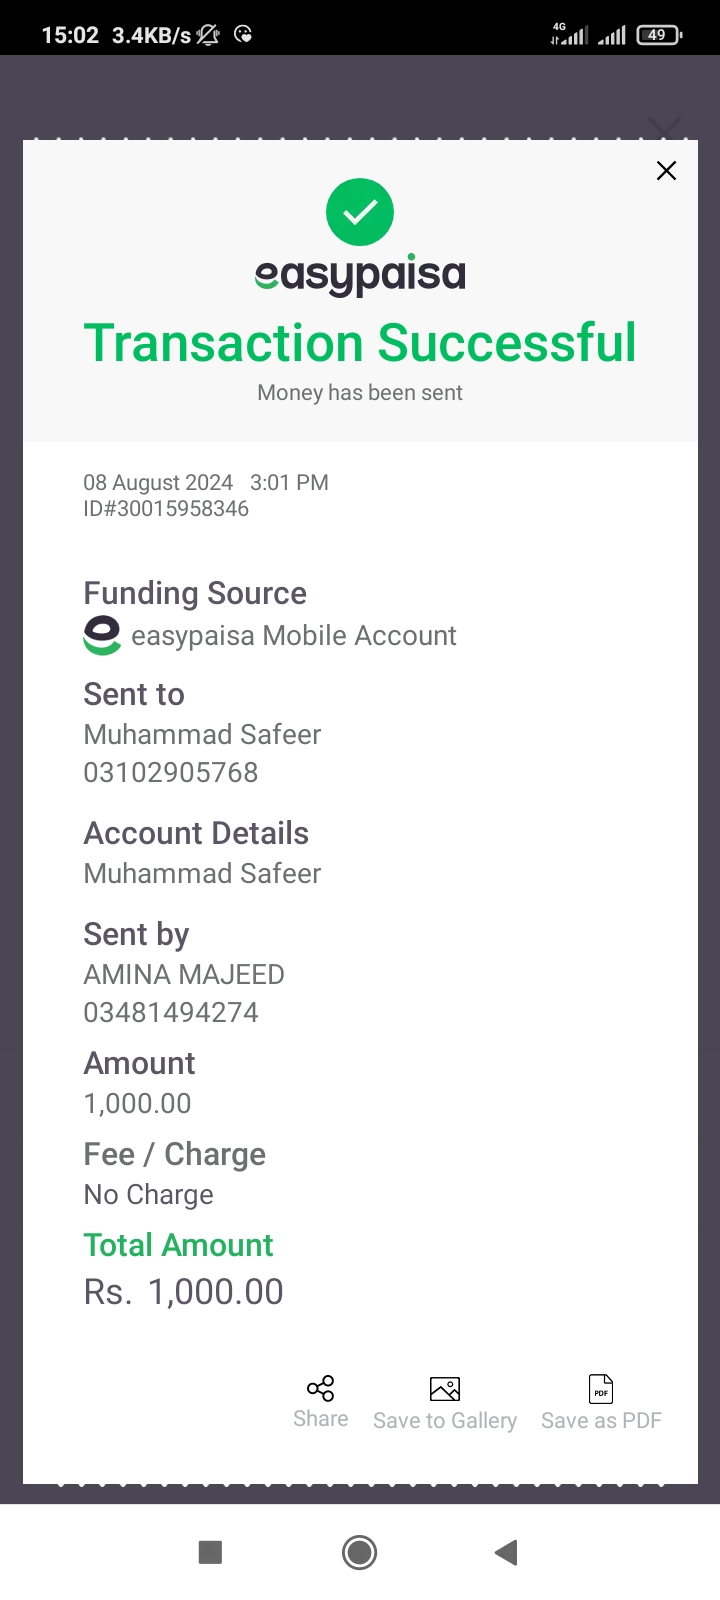 15:02 3.4KB/s
4G
49
easypaisa
Transaction Successful
Money has been sent
08 August 2024 3:01 PM
ID#30015958346
Funding Source
easypaisa Mobile Account
Sent to
Muhammad Safeer
03102905768
Account Details
Muhammad Safeer
Sent by
AMINA MAJEED
03481494274
Amount
1,000.00
Fee / Charge
No Charge
Total Amount
Rs. 1,000.00
PDF
Share
Save to Gallery
Save as PDF